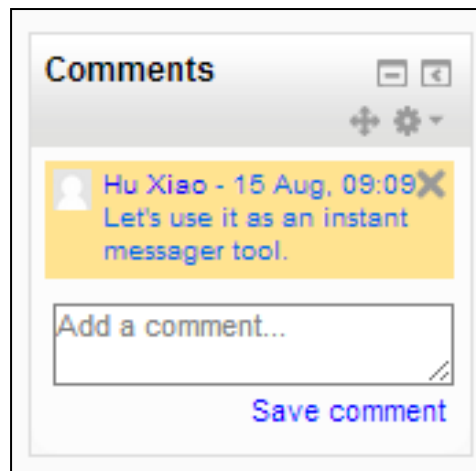 Comments
Hu Xiao - 15 Aug, 09:09
Let's use it as an instant
messager tool.
Add a comment...
Save comment